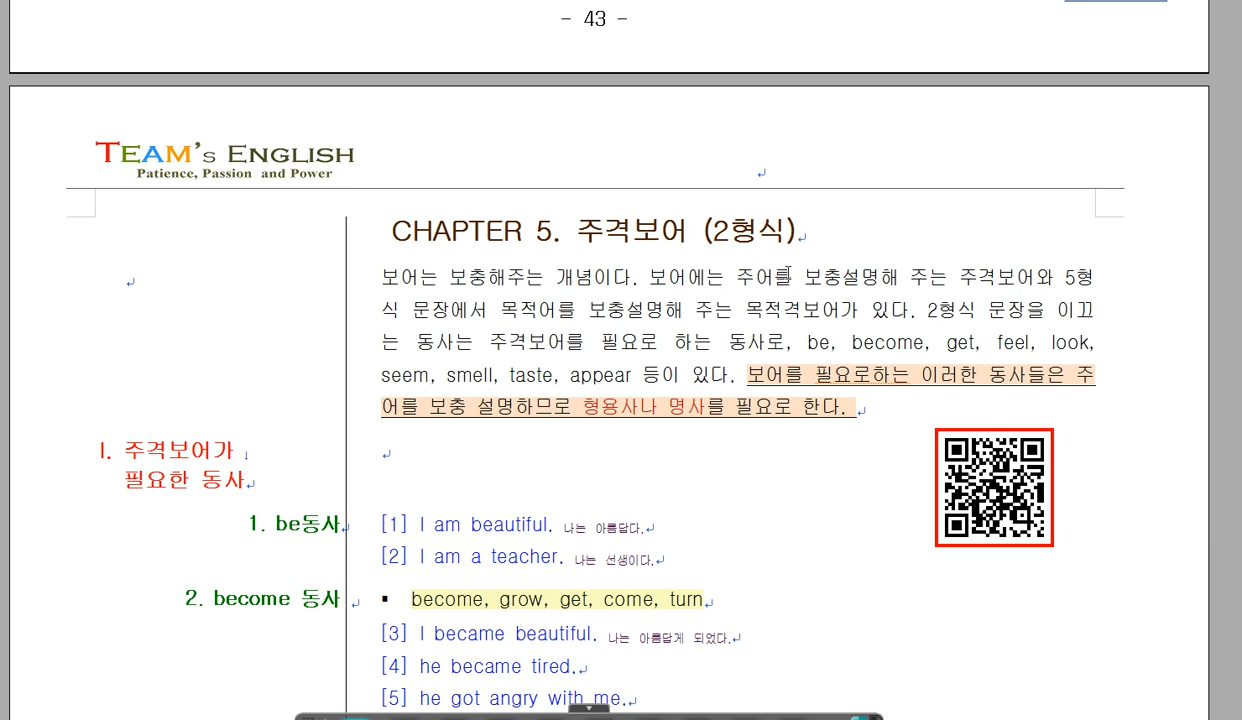 - 43 -
TEAM's ENGLISH
Patience, Passion and Power
CHAPTER 5. 주격보어 (2형식)
보어는 보충해주는 개념이다. 보어에는 주어를 보충설명해 주는 주격보어와 5형
식 문장에서 목적어를 보충설명해 주는 목적격보어가 있다. 2형식 문장을 이끄
는 동사는 주격보어를 필요로 하는 동사로, be, become, get, feel, look,
seem, smell, taste, appear 등이 있다. 보어를 필요로하는 이러한 동사들은 주
어를 보충 설명하므로 형용사나 명사를 필요로 한다.
I. 주격보어가
필요한 동사
1. be동사
[1] I am beautiful. 나는 아름답다.
[2] I am a teacher. 나는 선생이다.
2. become 동사
▪ become, grow, get, come, turn
[3] I became beautiful. 나는 아름답게 되었다.
[4] he became tired.
[5] he got angry with me.